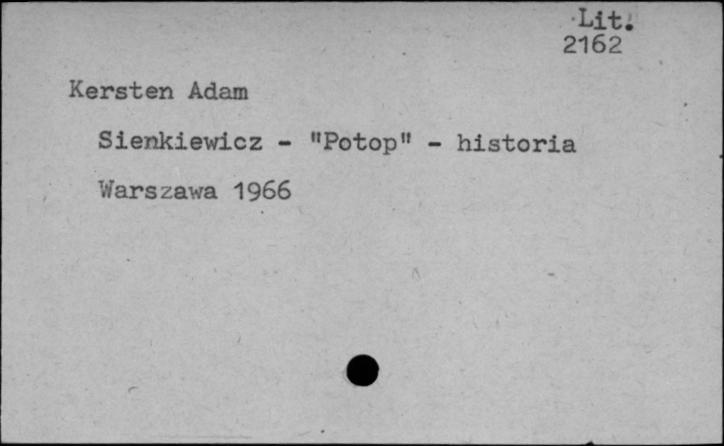 Lit.
2162
Kersten Adam
Sienkiewicz - "Potop" - historia
Warszawa 1966